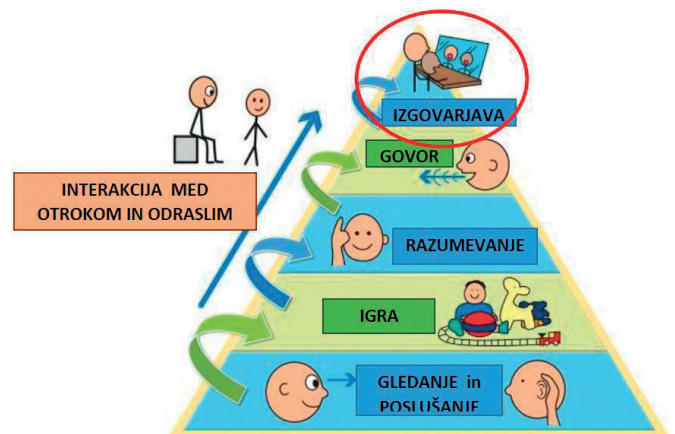 IZGOVARJAVA
GOVOR
INTERAKCIJA MED
OTROKOM IN ODRASLIM
RAZUMEVANJE
IGRA
GLEDANJE in
POSLUŠANJE